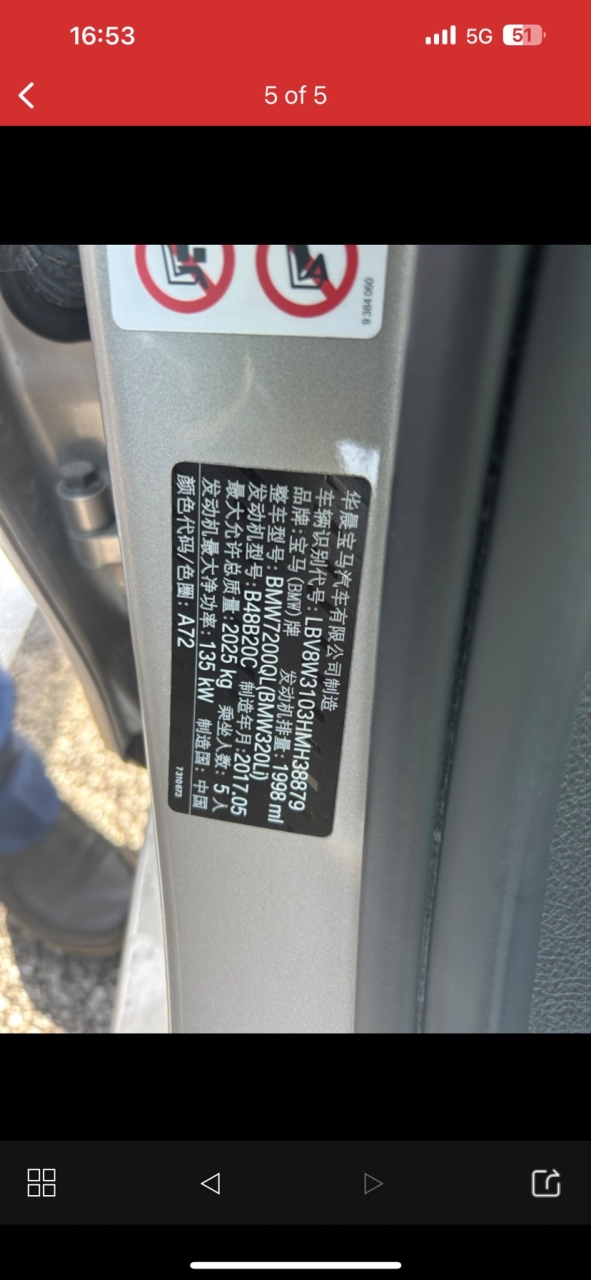 16:53
5G
51
5 of 5
9 384 060
华晨宝马汽车有限公司制造
车辆识别代号:LBV8W3103HMH38879
品牌:宝马(BMW)牌 发动机排量:1998 ml
整车型号:BMW7200QL(BMW320Li)
发动机型号:B48B20C 制造年月:2017.05
最大允许总质量:2025 kg 乘坐人数:5人
发动机最大净功率:135 kW 制造国:中国
颜色代码/色圈:A72
7310672